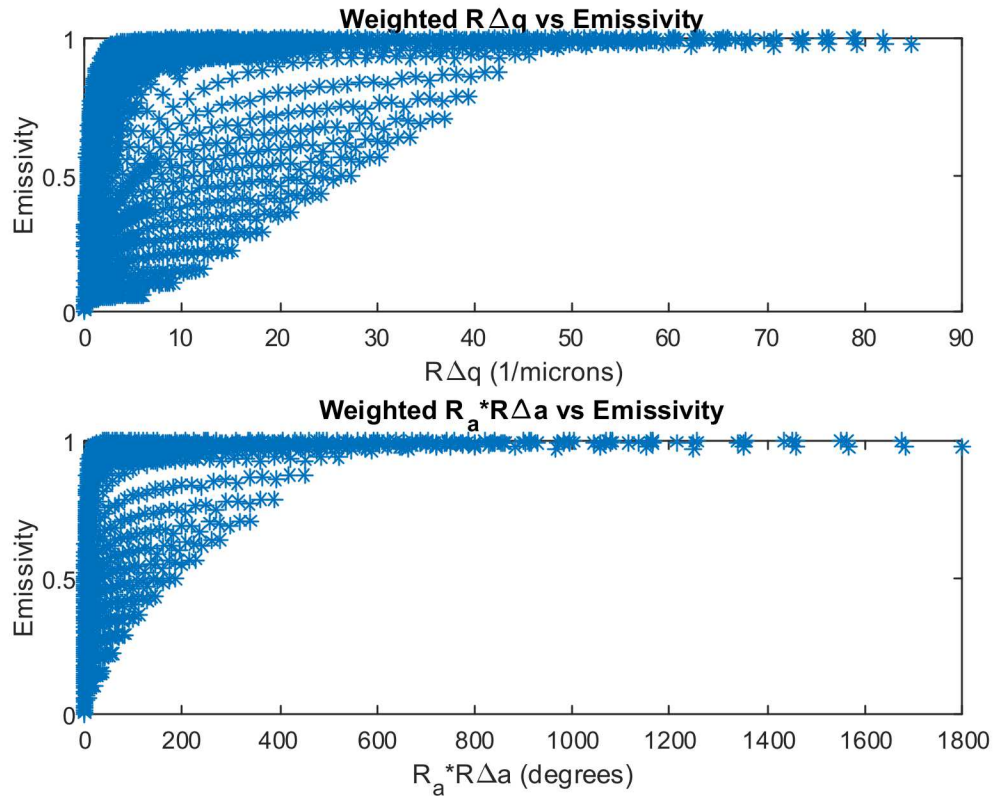 Weighted RΔq vs Emissivity
1
0.5
0
Emissivity
0 10 20 30 40 50 60 70 80 90
RΔq (1/microns)
Weighted Rₐ*RΔa vs Emissivity
1
0.5
0
Emissivity
0 200 400 600 800 1000 1200 1400 1600 1800
Rₐ*RΔa (degrees)